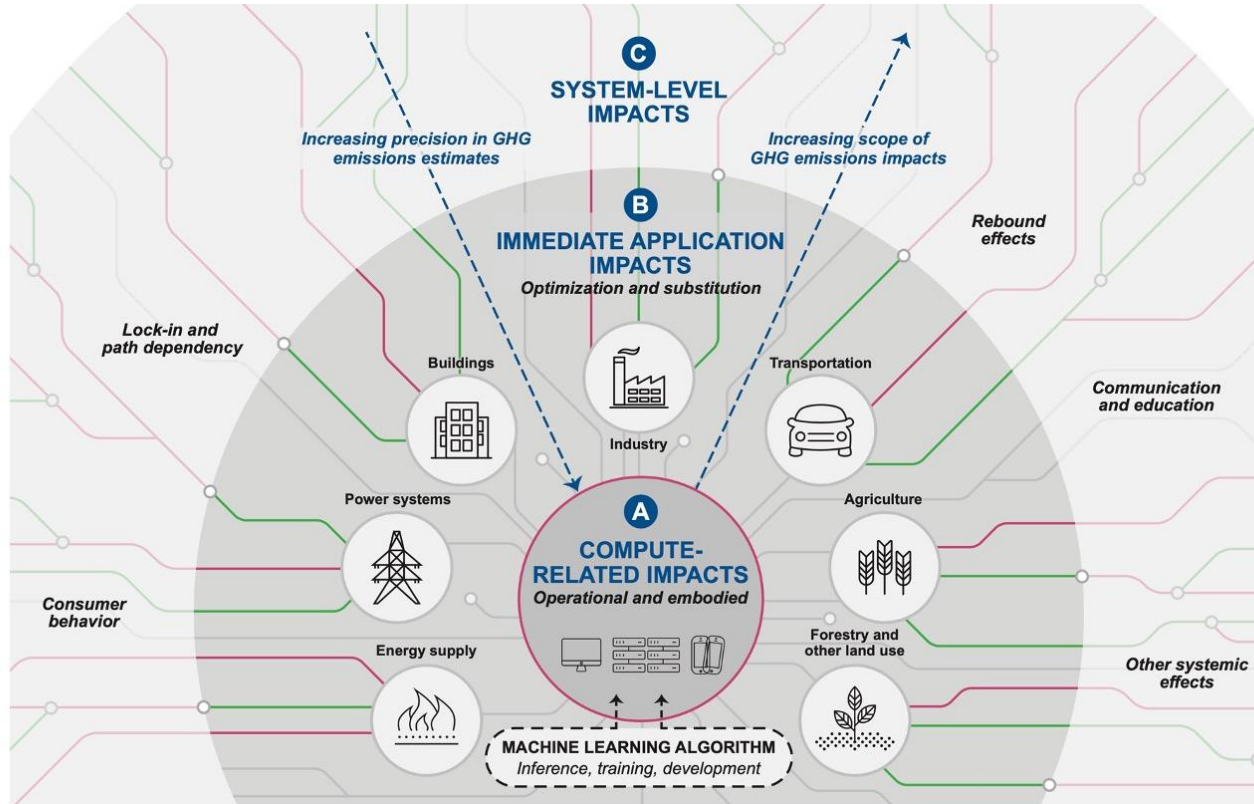 C
SYSTEM-LEVEL
IMPACTS
Increasing precision in GHG
emissions estimates
Increasing scope of
GHG emissions impacts
B
IMMEDIATE APPLICATION
IMPACTS
Optimization and substitution
Rebound
effects
Lock-in and
path dependency
Buildings
Industry
Transportation
Communication
and education
Power systems
Agriculture
A
COMPUTE-
RELATED IMPACTS
Operational and embodied
Consumer
behavior
Energy supply
Forestry and
other land use
Other systemic
effects
MACHINE LEARNING ALGORITHM
Inference, training, development